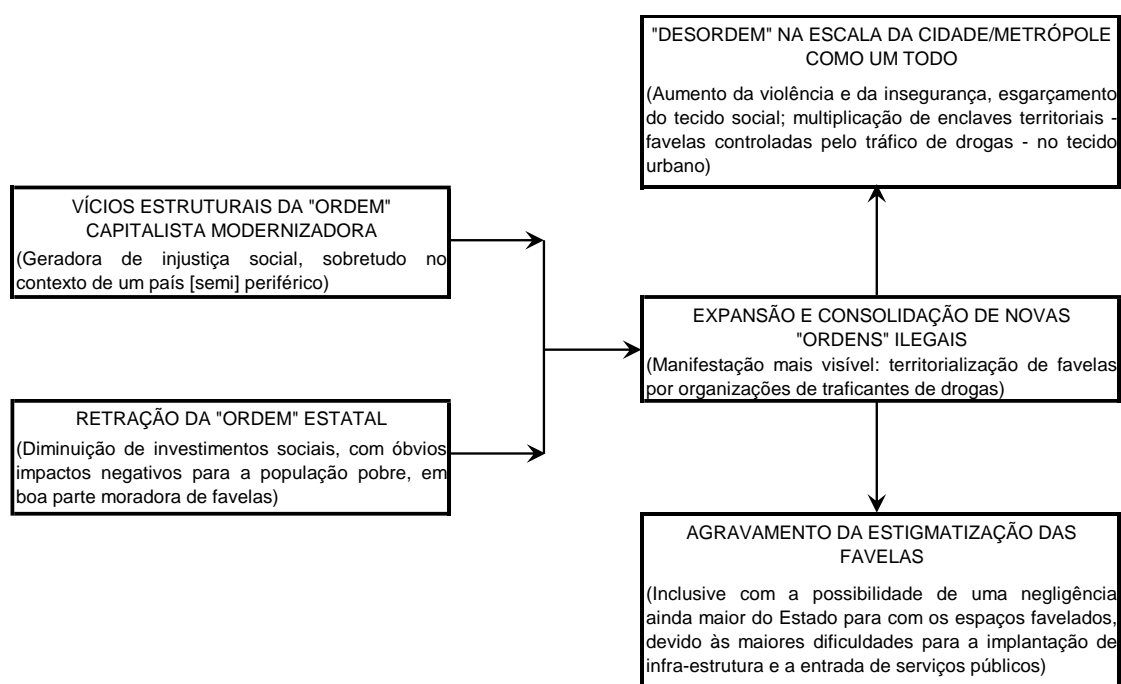 "DESORDEM" NA ESCALA DA CIDADE/METRÓPOLE
COMO UM TODO
(Aumento da violência e da insegurança, esgarçamento
do tecido social; multiplicação de enclaves territoriais -
favelas controladas pelo tráfico de drogas - no tecido
urbano)
VÍCIOS ESTRUTURAIS DA "ORDEM"
CAPITALISTA MODERNIZADORA
(Geradora de injustiça social, sobretudo no
contexto de um país [semi] periférico)
EXPANSÃO E CONSOLIDAÇÃO DE NOVAS
"ORDENS" ILEGAIS
(Manifestação mais visível: territorialização de favelas
por organizações de traficantes de drogas)
RETRAÇÃO DA "ORDEM" ESTATAL
(Diminuição de investimentos sociais, com óbvios
impactos negativos para a população pobre, em
boa parte moradora de favelas)
AGRAVAMENTO DA ESTIGMATIZAÇÃO DAS
FAVELAS
(Inclusive com a possibilidade de uma negligência
ainda maior do Estado para com os espaços favelados,
devido às maiores dificuldades para a implantação de
infra-estrutura e a entrada de serviços públicos)